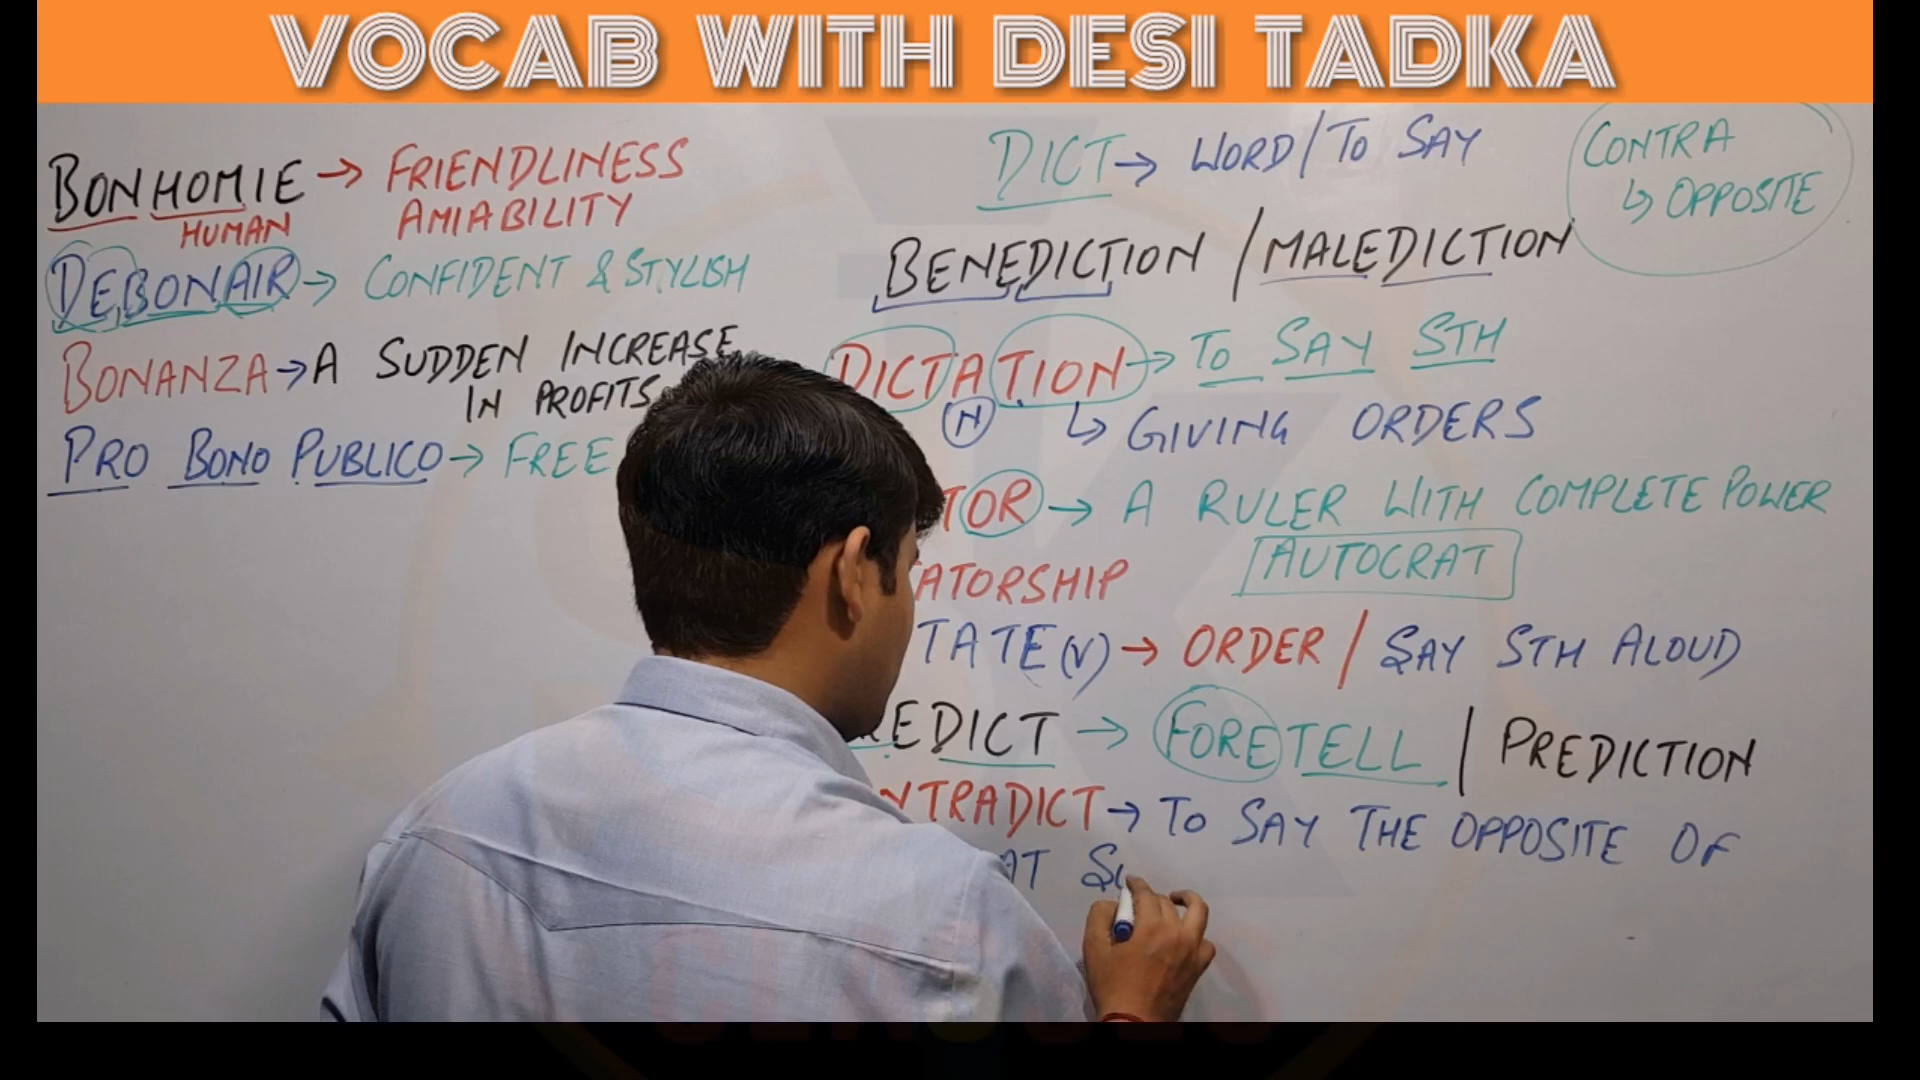 VOCAB WITH DESI TADKA
BONHOMIE → FRIENDLINESS
HUMAN AMIABILITY
DEBONAIR → CONFIDENT & STYLISH
BONANZA → A SUDDEN INCREASE
IN PROFITS
PRO BONO PUBLICO → FREE
DICT → WORD / TO SAY
CONTRA
↳ OPPOSITE
BENEDICTION / MALEDICTION
DICTATION → TO SAY STH
N ↳ GIVING ORDERS
TOR → A RULER WITH COMPLETE POWER
AUTOCRAT
ATORSHIP
TATE (V) → ORDER / SAY STH ALOUD
REDICT → FORETELL / PREDICTION
NTRADICT → TO SAY THE OPPOSITE OF
AT